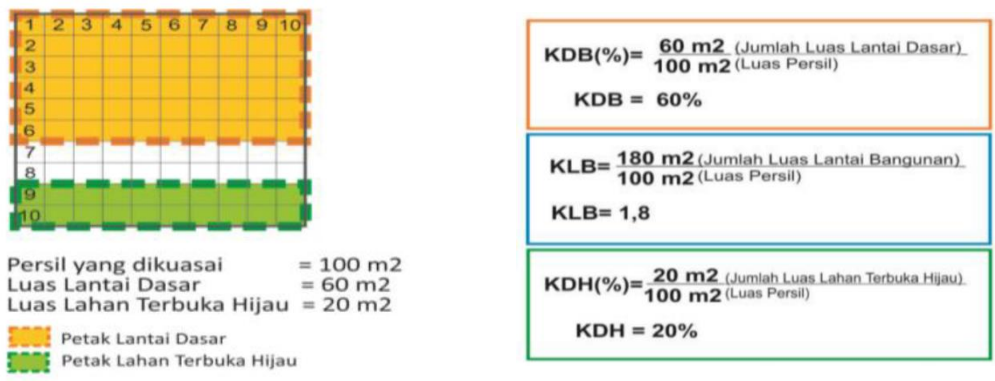 1 2 3 4 5 6 7 8 9 10
2
3
4
5
6
7
8
9
10
Persil yang dikuasai = 100 m2
Luas Lantai Dasar = 60 m2
Luas Lahan Terbuka Hijau = 20 m2
Petak Lantai Dasar
Petak Lahan Terbuka Hijau
KDB(%)= 60 m2 (Jumlah Luas Lantai Dasar)
100 m2 (Luas Persil)
KDB = 60%
KLB= 180 m2 (Jumlah Luas Lantai Bangunan)
100 m2 (Luas Persil)
KLB= 1,8
KDH(%)= 20 m2 (Jumlah Luas Lahan Terbuka Hijau)
100 m2 (Luas Persil)
KDH = 20%